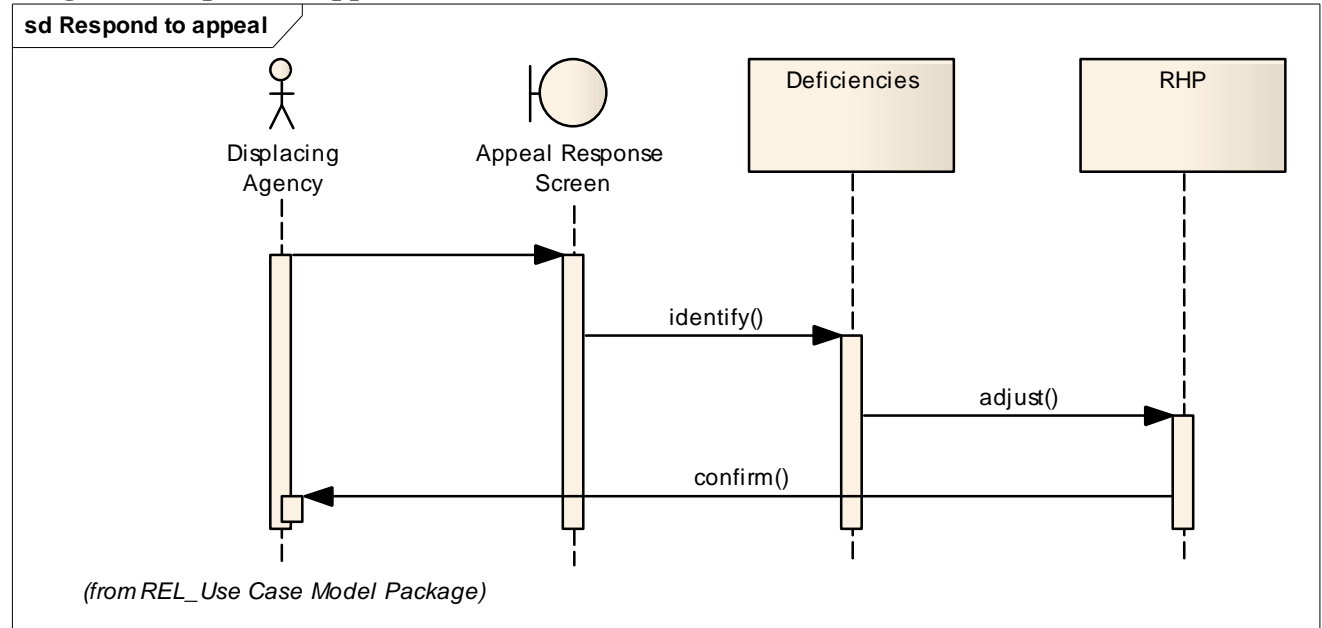 sd Respond to appeal
Displacing
Agency
Appeal Response
Screen
Deficiencies
RHP
identify()
adjust()
confirm()
(from REL_Use Case Model Package)